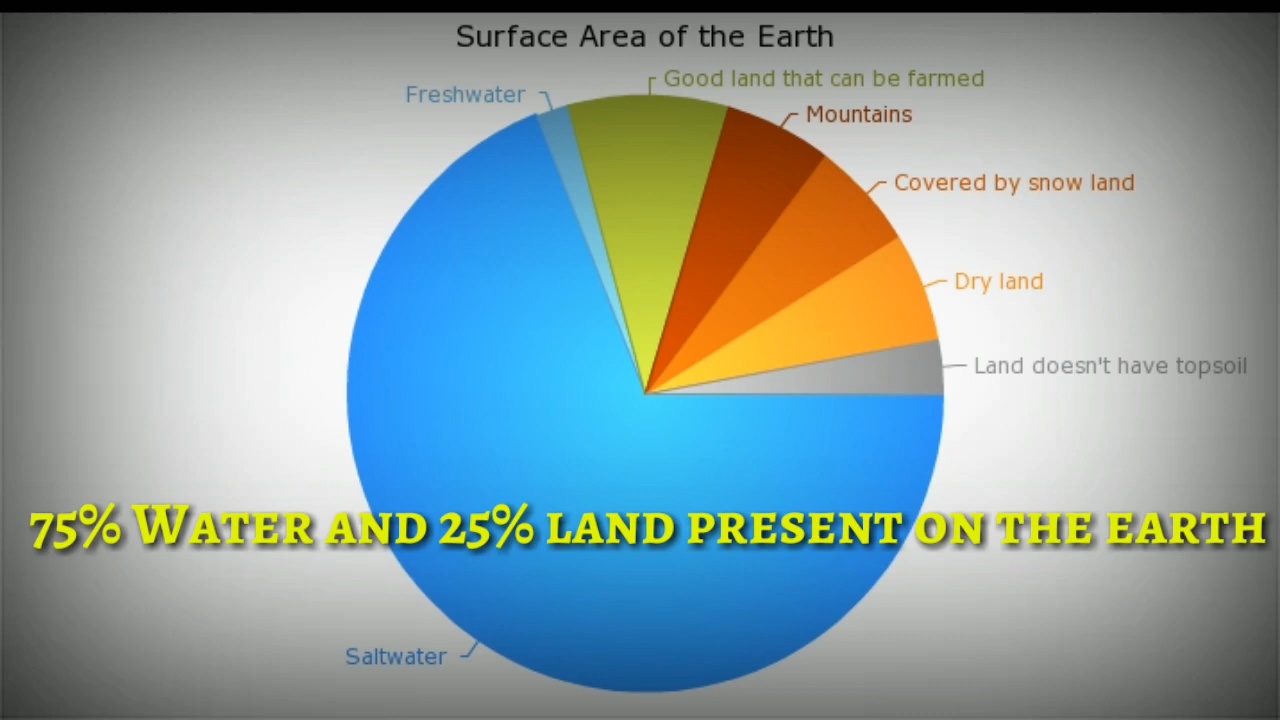 Surface Area of the Earth
Good land that can be farmed
Freshwater
Mountains
Covered by snow land
Dry land
Land doesn't have topsoil
75% Water and 25% land present on the earth
Saltwater